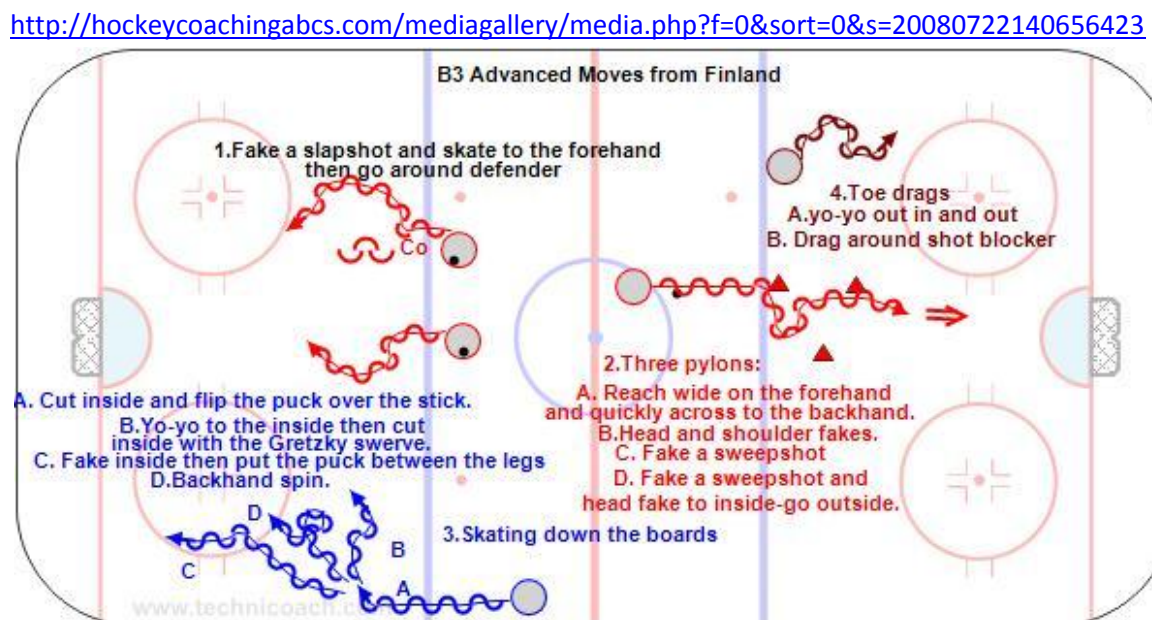 http://hockeycoachingabcs.com/mediagallery/media.php?f=0&sort=0&s=20080722140656423
B3 Advanced Moves from Finland
1.Fake a slapshot and skate to the forehand
then go around defender
Co
4.Toe drags
A.yo-yo out in and out
B. Drag around shot blocker
2.Three pylons:
A. Reach wide on the forehand
and quickly across to the backhand.
B.Head and shoulder fakes.
C. Fake a sweepshot
D. Fake a sweepshot and
head fake to inside-go outside.
A. Cut inside and flip the puck over the stick.
B.Yo-yo to the inside then cut
inside with the Gretzky swerve.
C. Fake inside then put the puck between the legs
D.Backhand spin.
3.Skating down the boards
D
B
C
A
www.technicoach.c